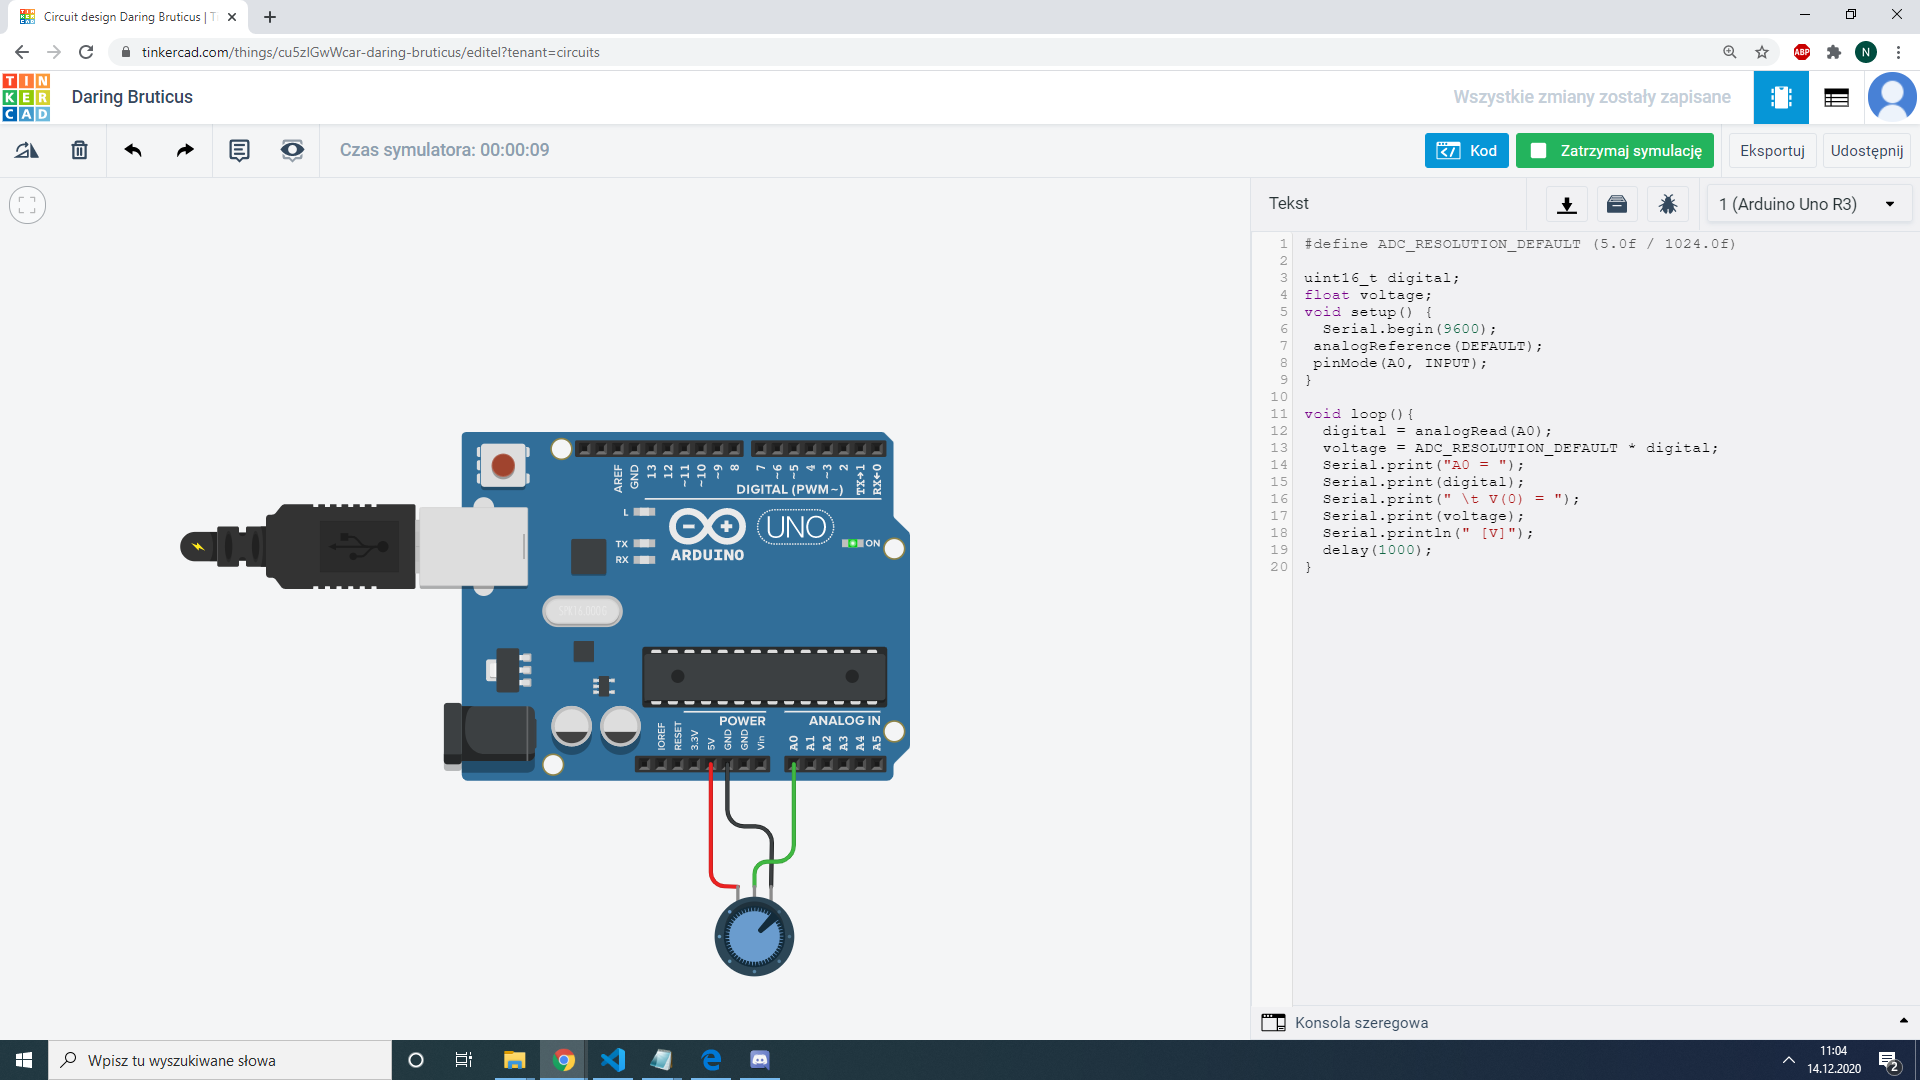 Circuit design Daring Bruticus | T
tinkercad.com/things/cu5zlGwWcar-daring-bruticus/editel?tenant=circuits
ABP
N
TIN
KER
CAD
Daring Bruticus
Wszystkie zmiany zostały zapisane
Czas symulatora: 00:00:09
Kod
Zatrzymaj symulację
Eksportuj
Udostępnij
Tekst
1 (Arduino Uno R3)
1 #define ADC_RESOLUTION_DEFAULT (5.0f / 1024.0f)
2
3 uint16_t digital;
4 float voltage;
5 void setup() {
6 Serial.begin(9600);
7 analogReference(DEFAULT);
8 pinMode(A0, INPUT);
9 }
10
11 void loop(){
12 digital = analogRead(A0);
13 voltage = ADC_RESOLUTION_DEFAULT * digital;
14 Serial.print("A0 = ");
15 Serial.print(digital);
16 Serial.print(" \t V(0) = ");
17 Serial.print(voltage);
18 Serial.println(" [V]");
19 delay(1000);
20 }
AREF GND 13 12 ~11 ~10 ~9 8 7 ~6 ~5 4 ~3 2 TX→1 RX←0
DIGITAL (PWM~)
L
TX
RX
ARDUINO
UNO
ON
POWER
ANALOG IN
IOREF RESET 3.3V 5V GND GND Vin A0 A1 A2 A3 A4 A5
Konsola szeregowa
Wpisz tu wyszukiwane słowa
11:04
14.12.2020
2